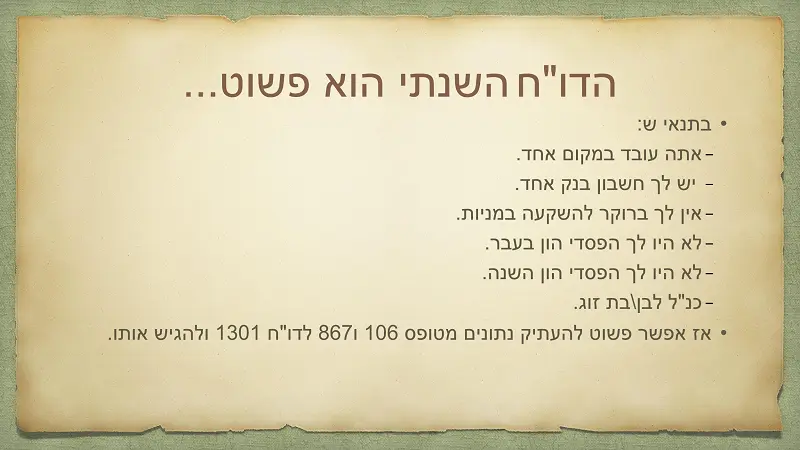 הדו"ח השנתי הוא פשוט...
• בתנאי ש:
–אתה עובד במקום אחד.
– יש לך חשבון בנק אחד.
–אין לך ברוקר להשקעה במניות.
–לא היו לך הפסדי הון בעבר.
–לא היו לך הפסדי הון השנה.
–כנ"ל לבן\בת זוג.
• אז אפשר פשוט להעתיק נתונים מטופס 106 ו867 לדו"ח 1301 ולהגיש אותו.